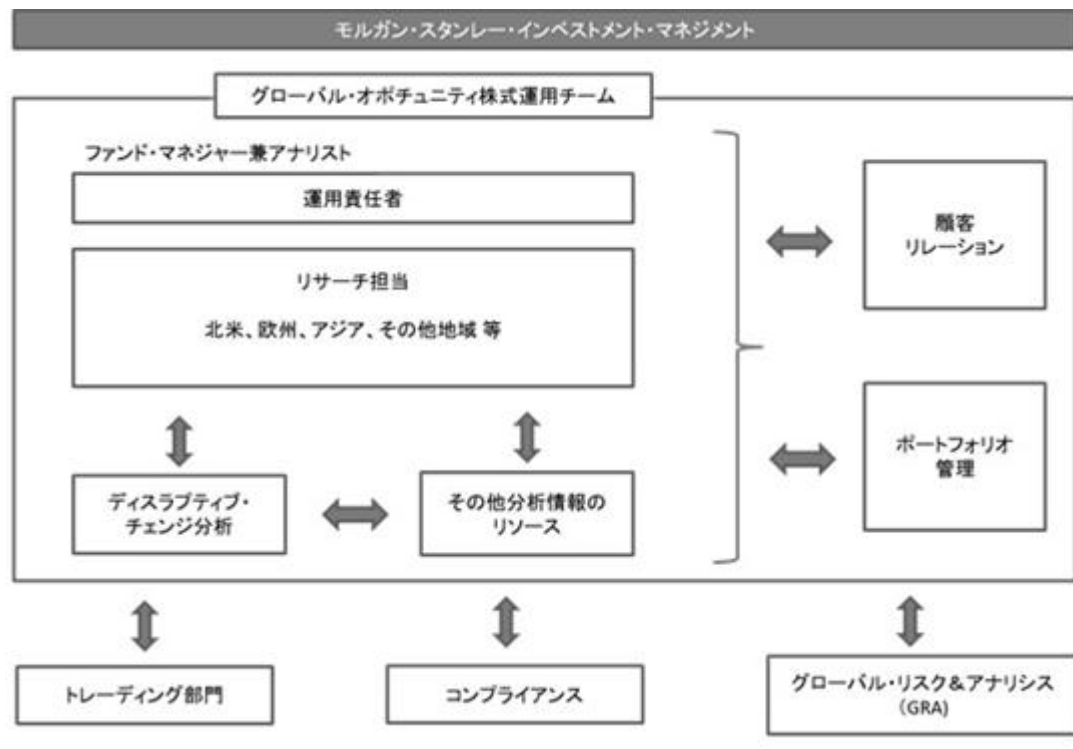 モルガン・スタンレー・インベストメント・マネジメント
グローバル・オポチュニティ株式運用チーム
ファンド・マネジャー兼アナリスト
運用責任者
リサーチ担当
北米、欧州、アジア、その他地域 等
顧客
リレーション
ポートフォリオ
管理
ディスラプティブ・
チェンジ分析
その他分析情報の
リソース
トレーディング部門
コンプライアンス
グローバル・リスク&アナリシス
(GRA)